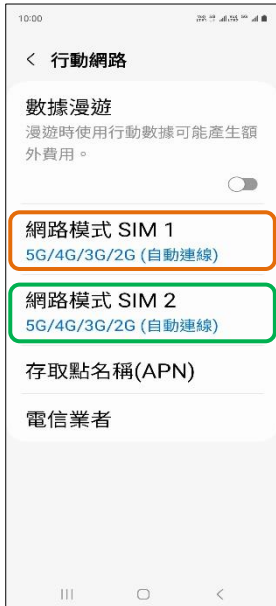 10:00
行動網路
數據漫遊
漫遊時使用行動數據可能產生額
外費用。
網路模式 SIM 1
5G/4G/3G/2G (自動連線)
網路模式 SIM 2
5G/4G/3G/2G (自動連線)
存取點名稱(APN)
電信業者